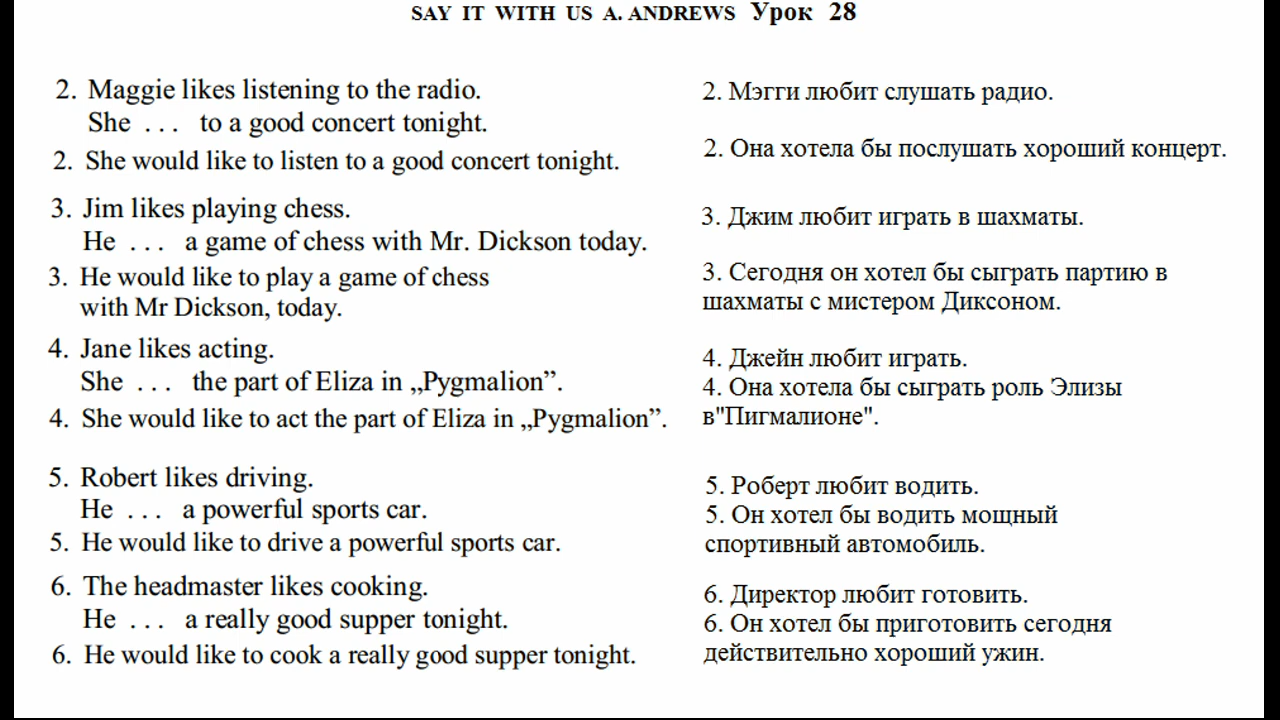 SAY IT WITH US A. ANDREWS Урок 28
2. Maggie likes listening to the radio.
She ... to a good concert tonight.
2. She would like to listen to a good concert tonight.
3. Jim likes playing chess.
He ... a game of chess with Mr. Dickson today.
3. He would like to play a game of chess
with Mr Dickson, today.
4. Jane likes acting.
She ... the part of Eliza in „Pygmalion”.
4. She would like to act the part of Eliza in „Pygmalion”.
5. Robert likes driving.
He ... a powerful sports car.
5. He would like to drive a powerful sports car.
6. The headmaster likes cooking.
He ... a really good supper tonight.
6. He would like to cook a really good supper tonight.
2. Мэгги любит слушать радио.
2. Она хотела бы послушать хороший концерт.
3. Джим любит играть в шахматы.
3. Сегодня он хотел бы сыграть партию в
шахматы с мистером Диксоном.
4. Джейн любит играть.
4. Она хотела бы сыграть роль Элизы
в"Пигмалионе".
5. Роберт любит водить.
5. Он хотел бы водить мощный
спортивный автомобиль.
6. Директор любит готовить.
6. Он хотел бы приготовить сегодня
действительно хороший ужин.